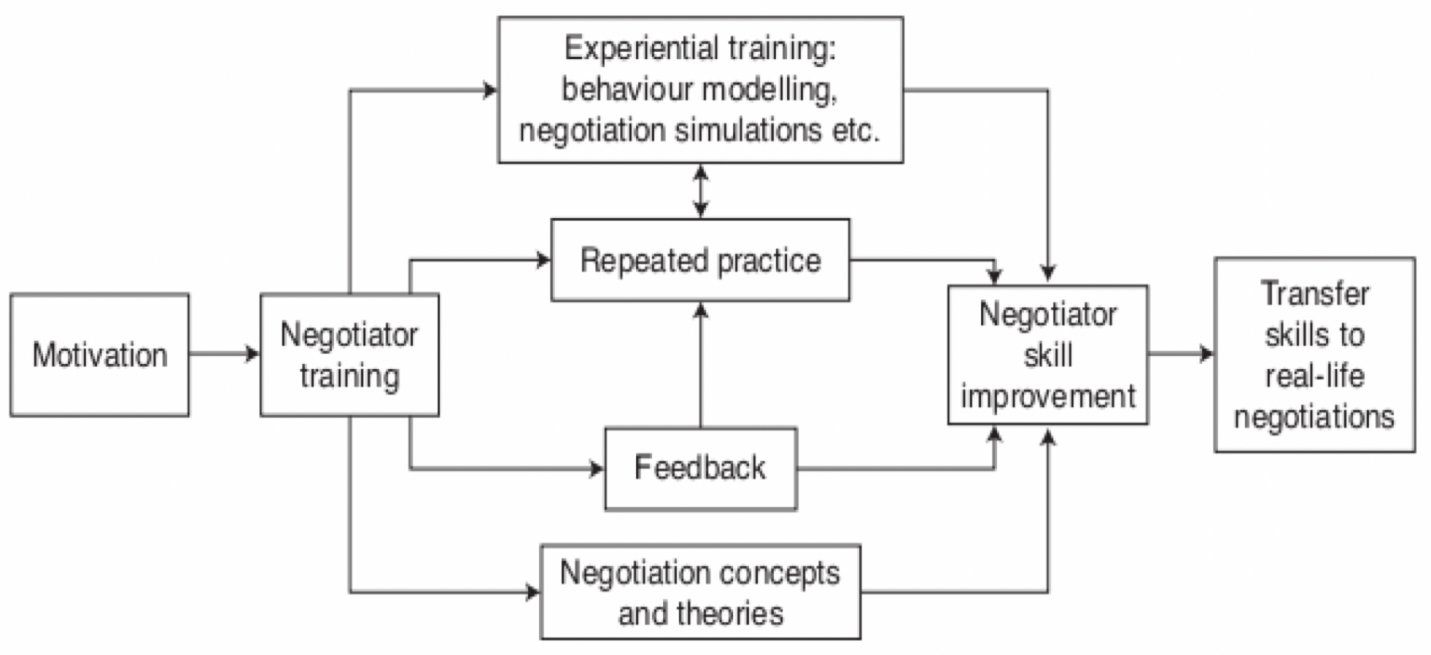 Experiential training:
behaviour modelling,
negotiation simulations etc.
Repeated practice
Motivation
Negotiator
training
Negotiator
skill
improvement
Transfer
skills to
real-life
negotiations
Feedback
Negotiation concepts
and theories